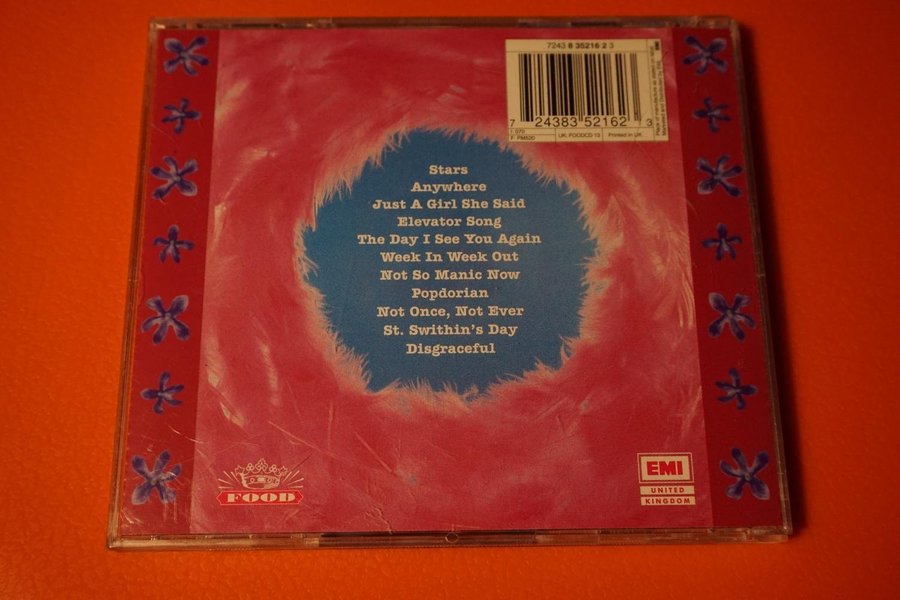 7243 8 35216 2 3
7 24383 52162 3
UK: FOODCD 13
Printed in UK.
Stars
Anywhere
Just A Girl She Said
Elevator Song
The Day I See You Again
Week In Week Out
Not So Manic Now
Popdorian
Not Once, Not Ever
St. Swithin's Day
Disgraceful
FOOD
EMI
UNITED
KINGDOM